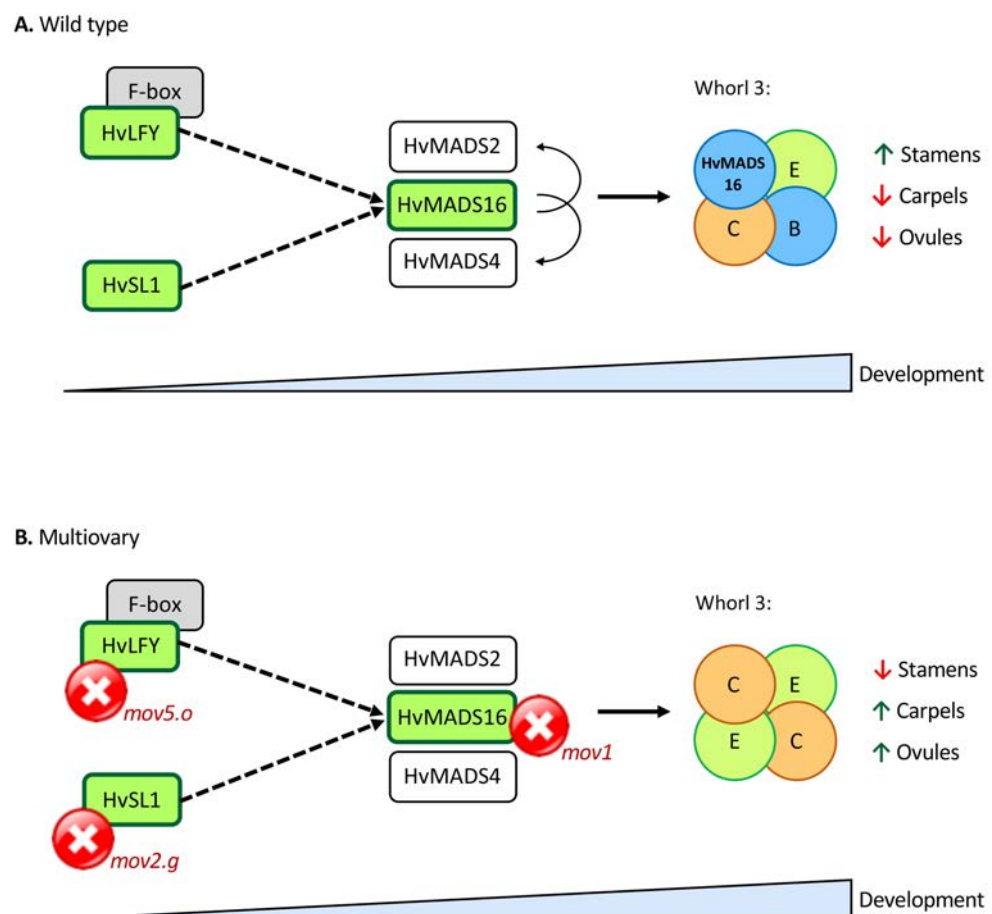 A. Wild type
F-box
HvLFY
HvSL1
HvMADS2
HvMADS16
HvMADS4
Whorl 3:
HvMADS
16
E
C
B
↑ Stamens
↓ Carpels
↓ Ovules
Development
B. Multiovary
F-box
HvLFY
mov5.o
HvSL1
mov2.g
HvMADS2
HvMADS16
mov1
HvMADS4
Whorl 3:
C
E
E
C
↓ Stamens
↑ Carpels
↑ Ovules
Development